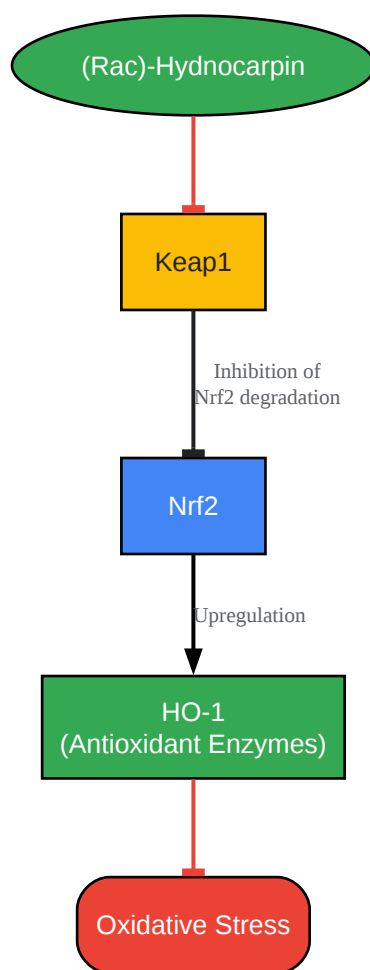 (Rac)-Hydnocarpin
Keap1
Inhibition of
Nrf2 degradation
Nrf2
Upregulation
HO-1
(Antioxidant Enzymes)
Oxidative Stress